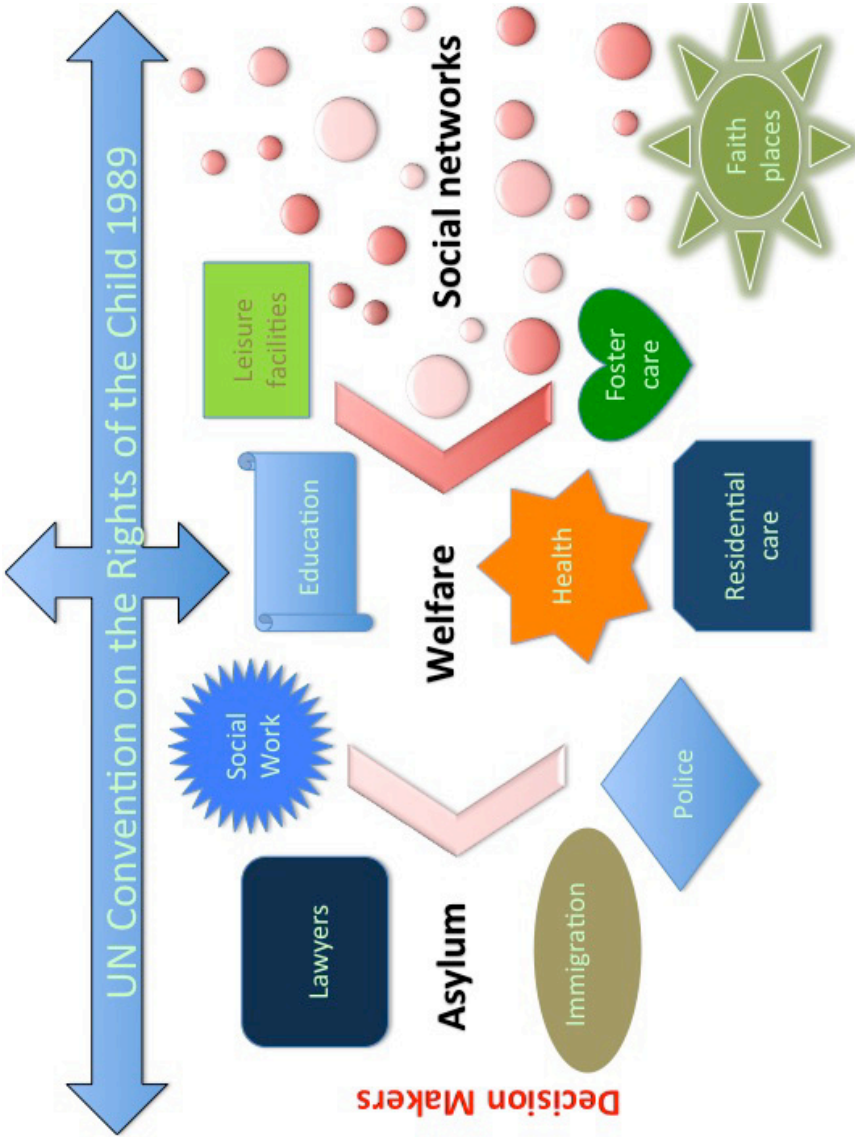 UN Convention on the Rights of the Child 1989
Decision Makers
Lawyers
Social
Work
Education
Leisure
facilities
Asylum
Welfare
Social networks
Immigration
Police
Health
Residential
care
Foster
care
Faith
places